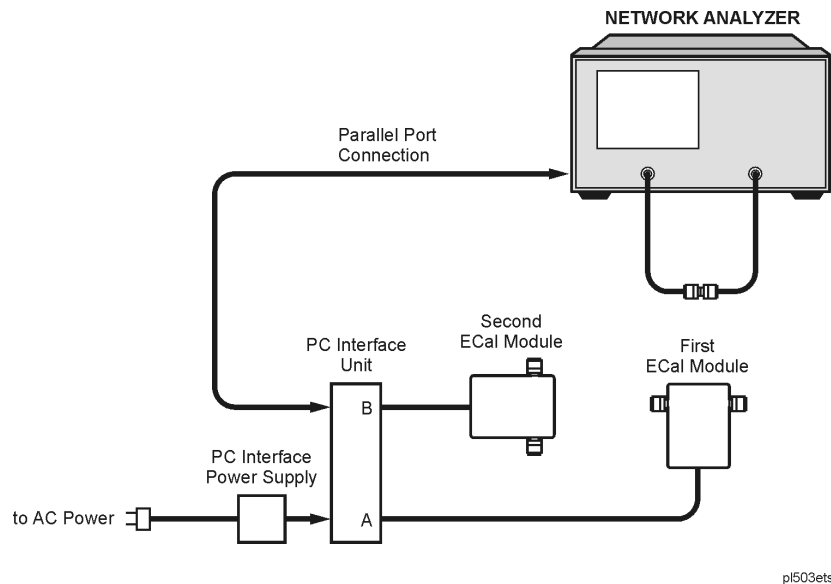 NETWORK ANALYZER
Parallel Port
Connection
Second
ECal Module
PC Interface
Unit
First
ECal Module
B
PC Interface
Power Supply
to AC Power
A
pl503ets